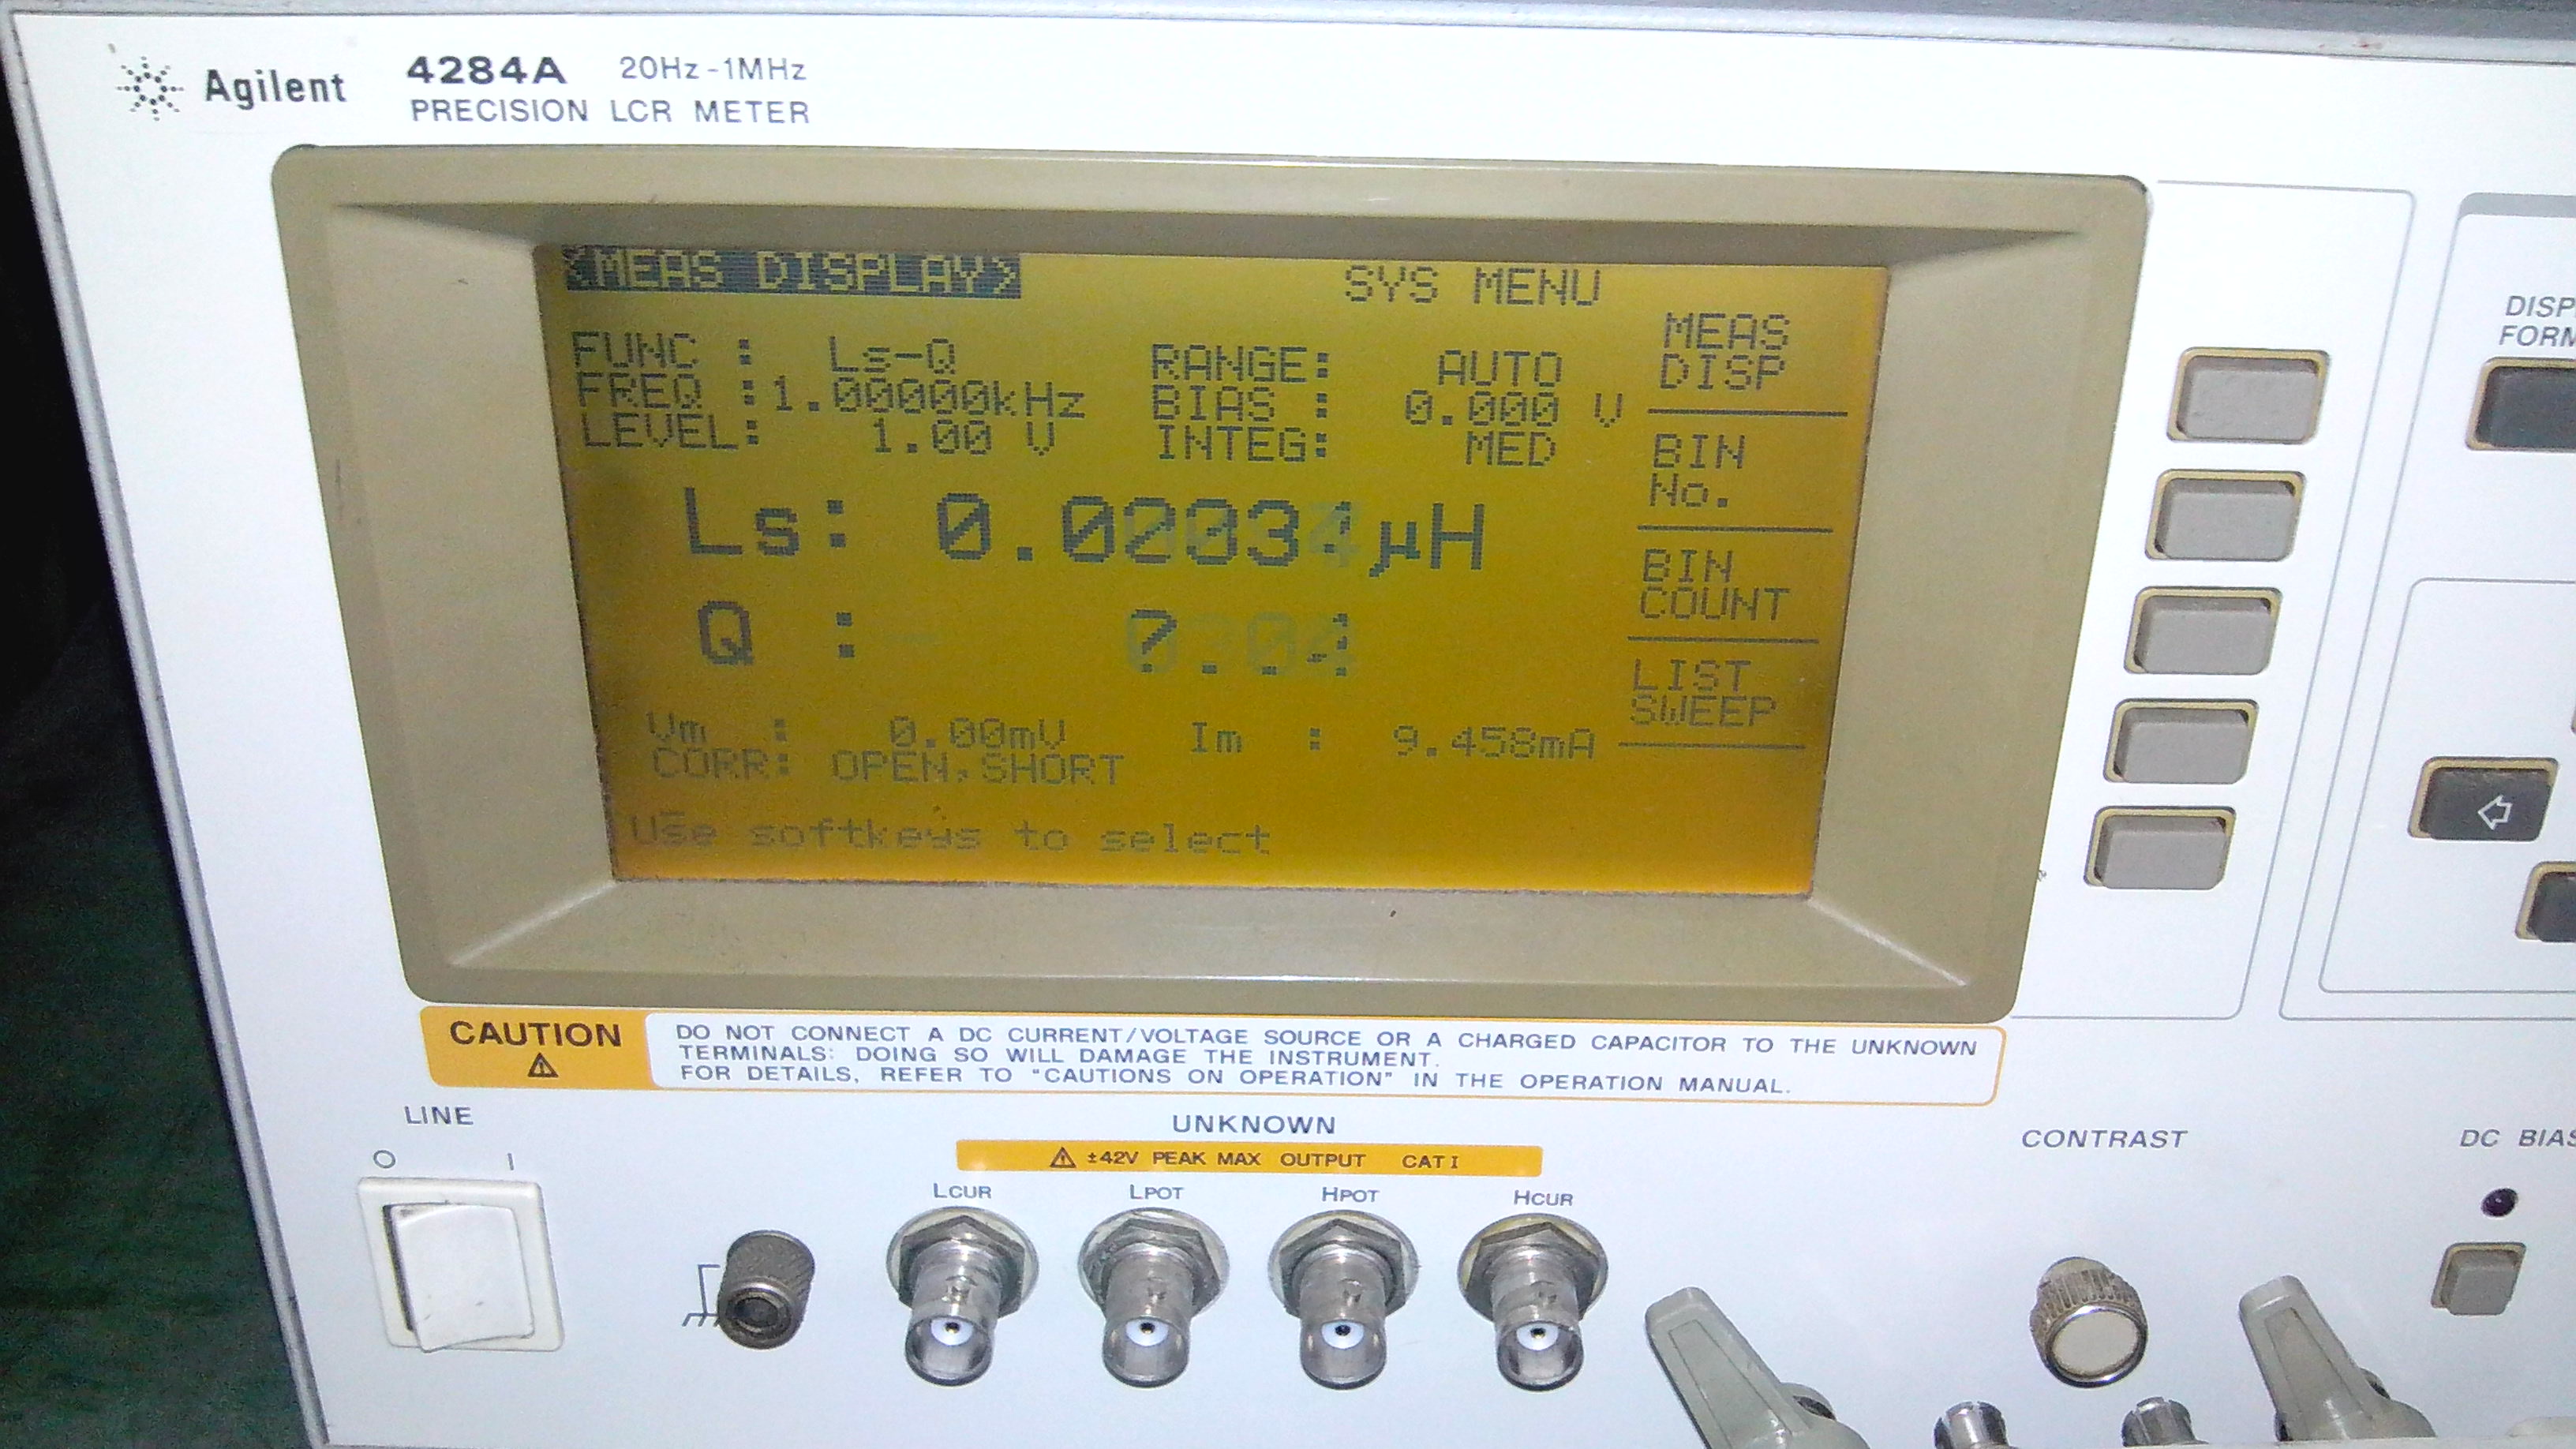 Agilent 4284A 20Hz-1MHz
PRECISION LCR METER
<MEAS DISPLAY> SYS MENU
FUNC : Ls-Q RANGE: AUTO
FREQ :1.00000kHz BIAS : 0.000 V
LEVEL: 1.00 V INTEG: MED
MEAS
DISP
BIN
No.
BIN
COUNT
LIST
SWEEP
Ls: μH
Q :
Vm : 0.00mV Im : 9.458mA
CORR: OPEN,SHORT
Use softkeys to select
CAUTION
DO NOT CONNECT A DC CURRENT/VOLTAGE SOURCE OR A CHARGED CAPACITOR TO THE UNKNOWN
TERMINALS: DOING SO WILL DAMAGE THE INSTRUMENT.
FOR DETAILS, REFER TO "CAUTIONS ON OPERATION" IN THE OPERATION MANUAL.
LINE
O I
UNKNOWN
±42V PEAK MAX OUTPUT CAT I
LCUR LPOT HPOT HCUR
CONTRAST
DC BIAS